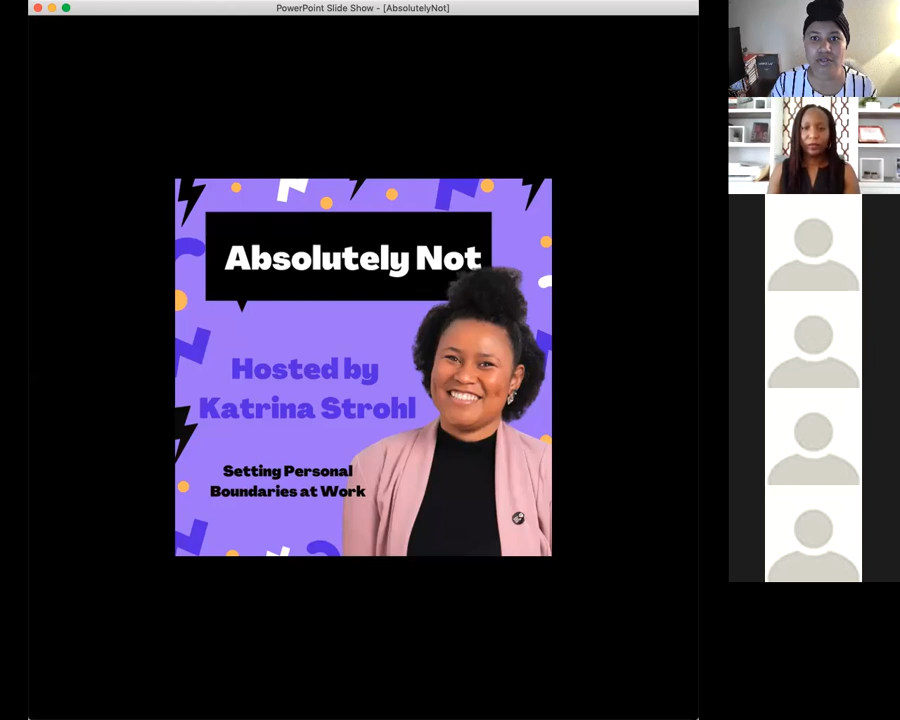 PowerPoint Slide Show - [AbsolutelyNot]
Absolutely Not
Hosted by
Katrina Strohl
Setting Personal
Boundaries at Work